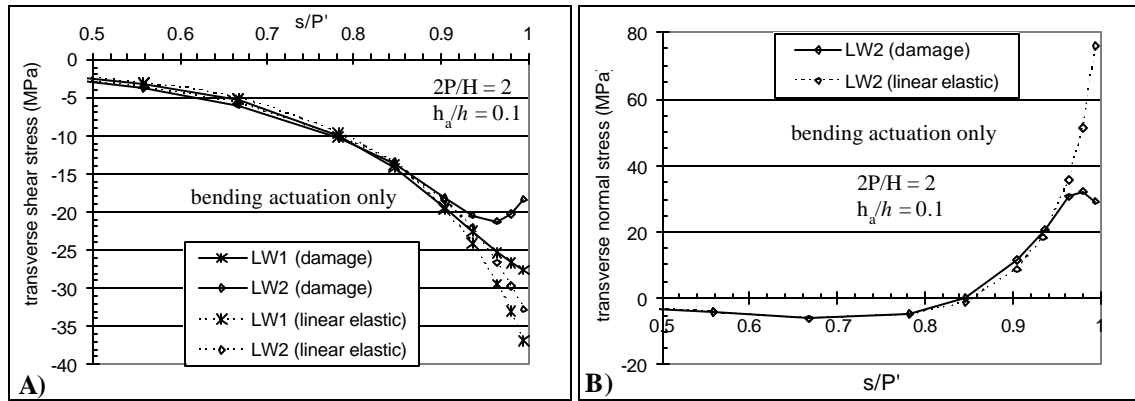 s/P'
0.5 0.6 0.7 0.8 0.9 1
0
-5
-10
-15
-20
-25
-30
-35
-40
transverse shear stress (MPa)
2P/H = 2
hₐ/h = 0.1
bending actuation only
LW1 (damage)
LW2 (damage)
LW1 (linear elastic)
LW2 (linear elastic)
A)
80
60
40
20
0
-20
transverse normal stress (MPa)
LW2 (damage)
LW2 (linear elastic)
bending actuation only
2P/H = 2
hₐ/h = 0.1
0.5 0.6 0.7 0.8 0.9 1
s/P'
B)